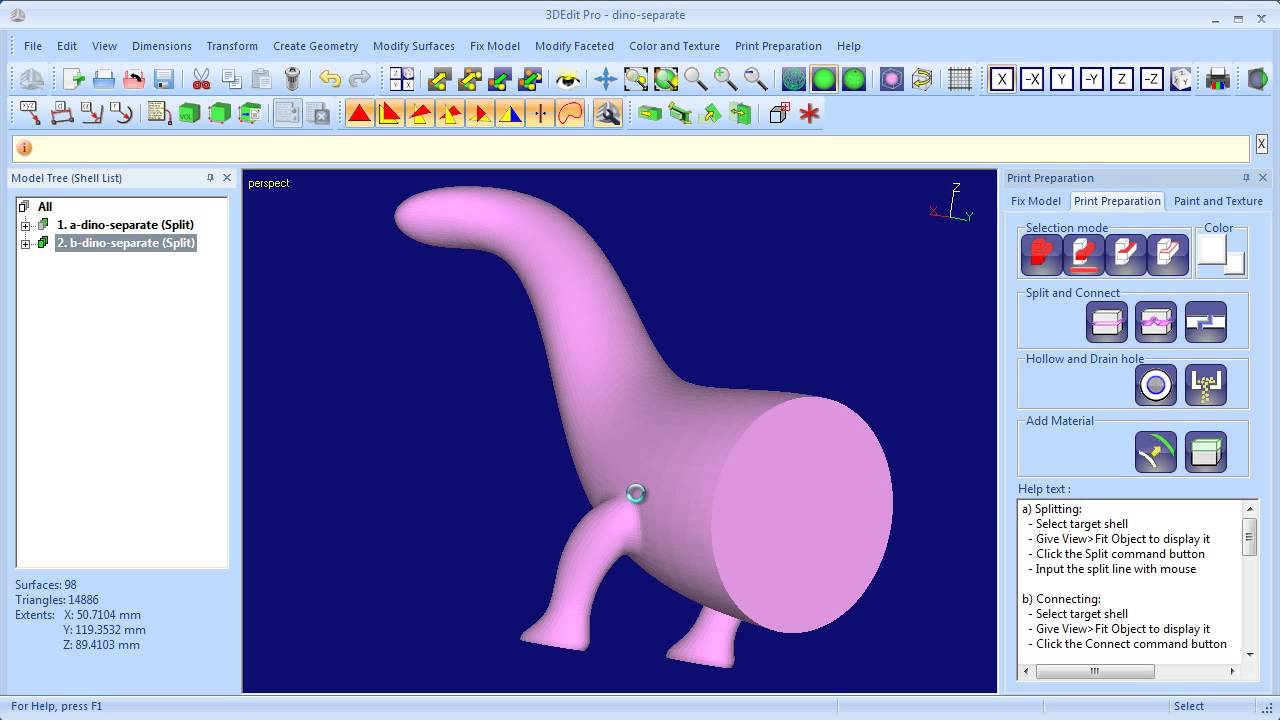 3DEdit Pro - dino-separate
File Edit View Dimensions Transform Create Geometry Modify Surfaces Fix Model Modify Faceted Color and Texture Print Preparation Help
X -X Y -Y Z -Z
X
Model Tree (Shell List)
All
1. a-dino-separate (Split)
2. b-dino-separate (Split)
Surfaces: 98
Triangles: 14886
Extents: X: 50.7104 mm
Y: 119.3532 mm
Z: 89.4103 mm
perspect
Z
X
Y
Print Preparation
Fix Model Print Preparation Paint and Texture
Selection mode Color
Split and Connect
Hollow and Drain hole
Add Material
Help text :
a) Splitting:
- Select target shell
- Give View>Fit Object to display it
- Click the Split command button
- Input the split line with mouse
b) Connecting:
- Select target shell
- Give View>Fit Object to display it
- Click the Connect command button
For Help, press F1 Select